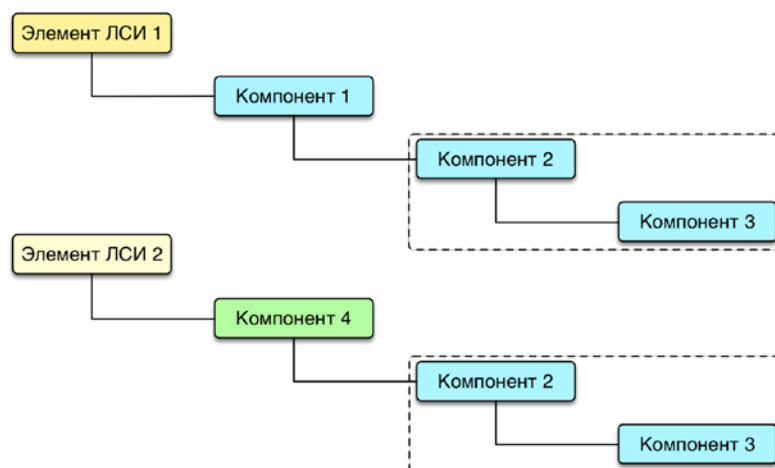 Элемент ЛСИ 1
Компонент 1
Компонент 2
Компонент 3
Элемент ЛСИ 2
Компонент 4
Компонент 2
Компонент 3